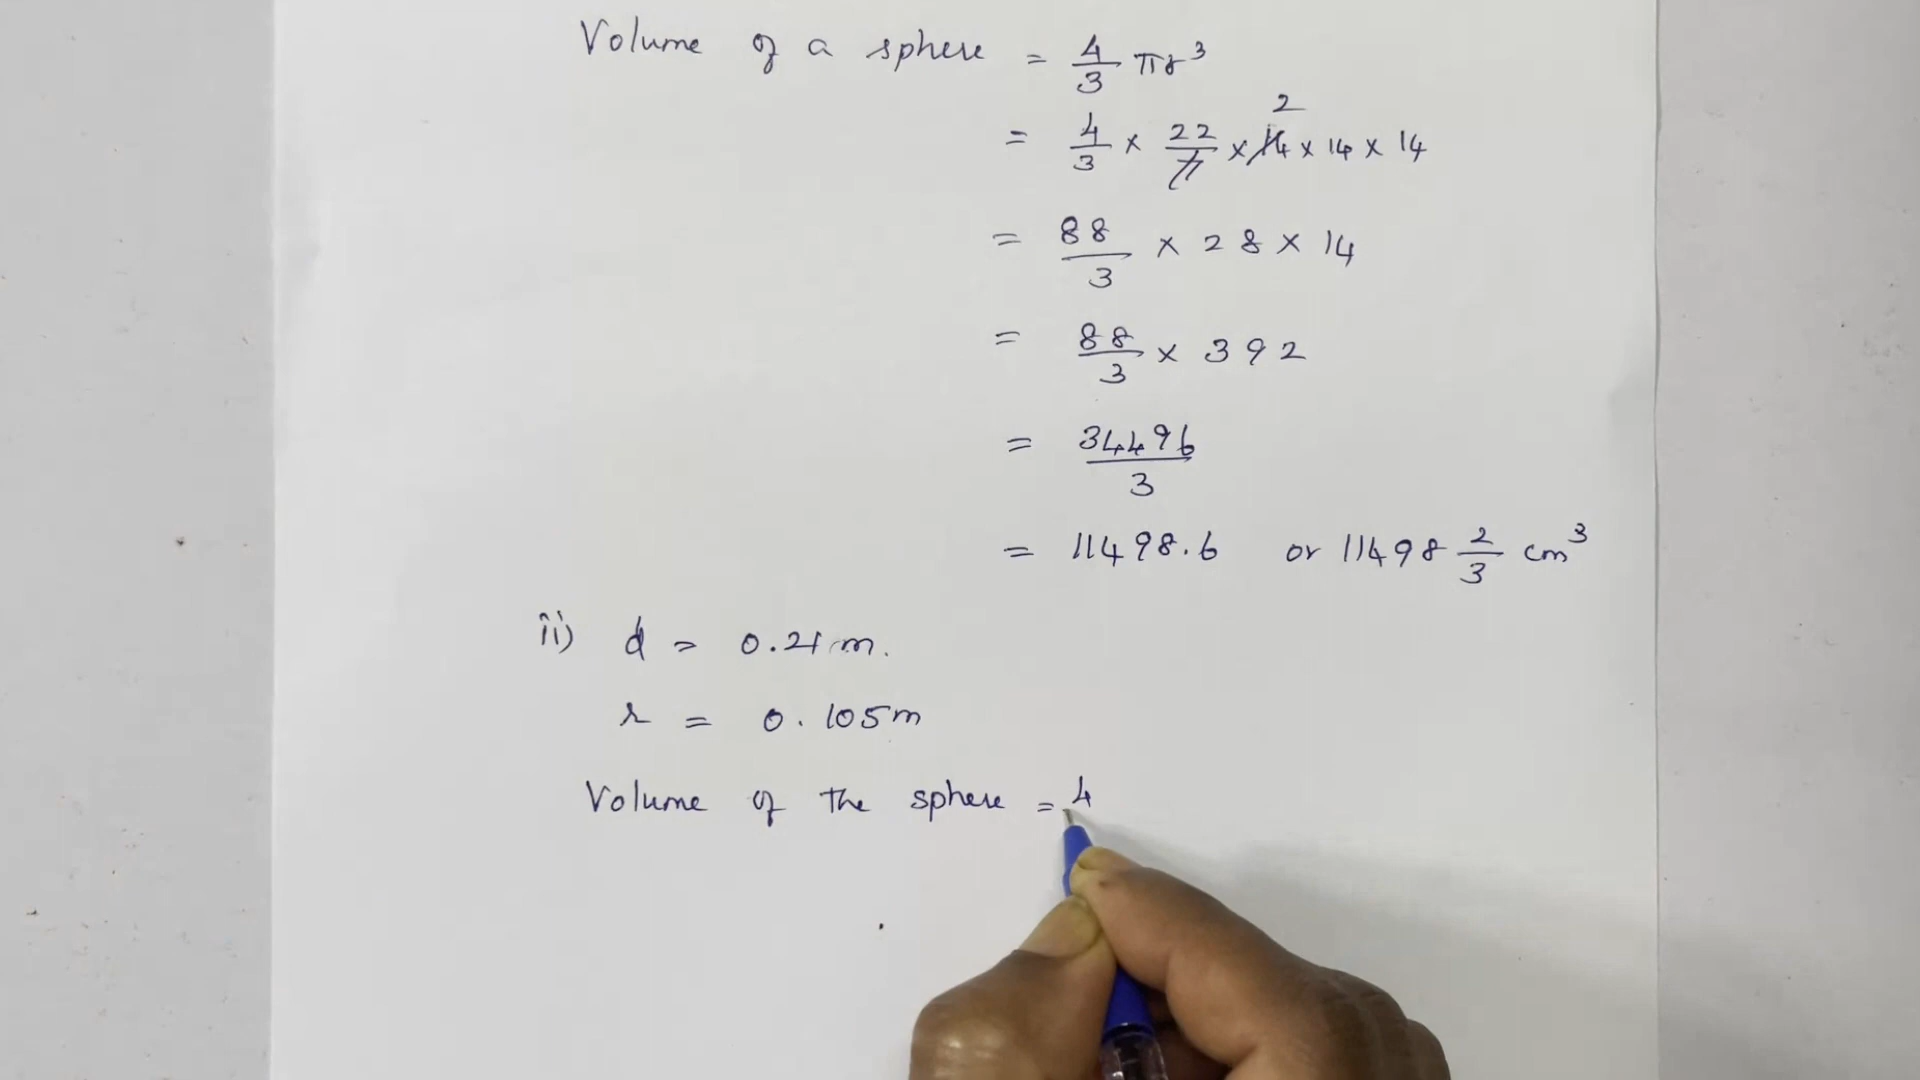 Volume of a sphere = 4/3 πr³
= 4/3 × 22/7 × 14 × 14 × 14
2
= 88/3 × 28 × 14
= 88/3 × 392
= 34496/3
= 11498.6 or 11498 2/3 cm³
ii) d = 0.21 m.
r = 0.105m
Volume of the sphere = 4